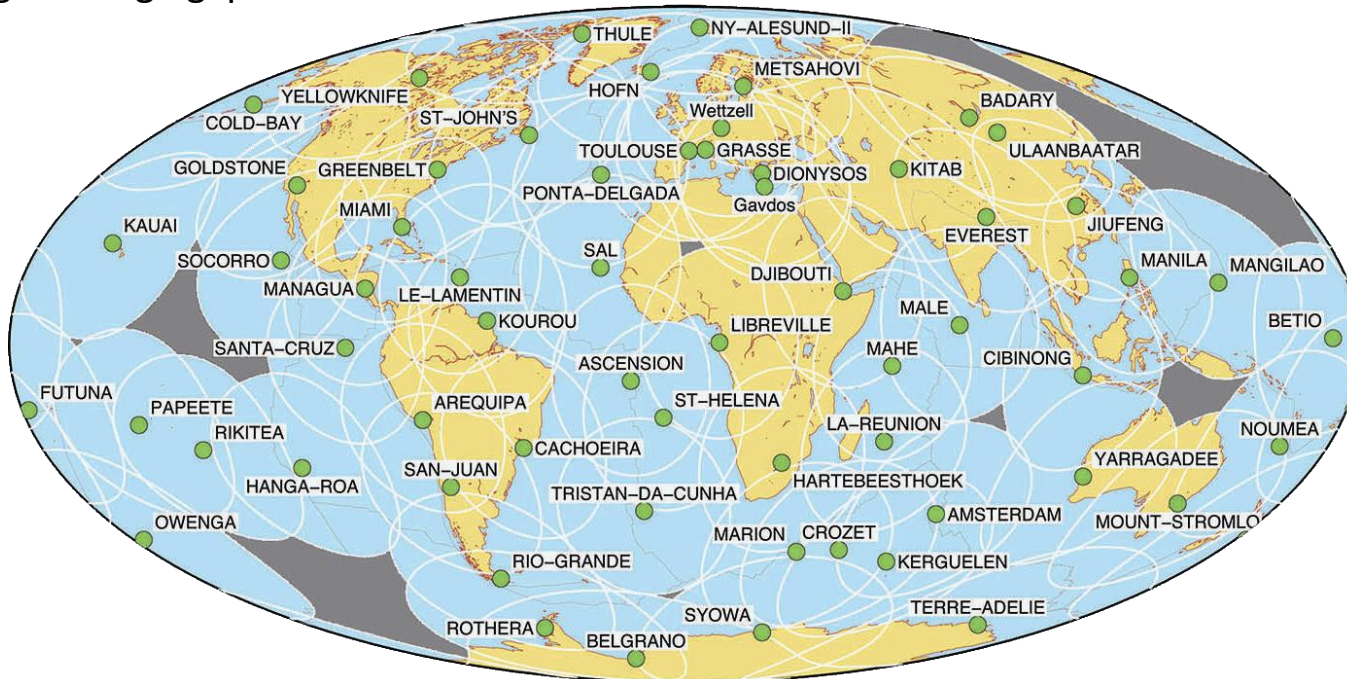 THULE
NY-ALESUND-II
HOFN
METSAHOVI
YELLOWKNIFE
COLD-BAY
ST-JOHN'S
Wettzell
BADARY
GOLDSTONE
GREENBELT
TOULOUSE
GRASSE
ULAANBAATAR
PONTA-DELGADA
DIONYSOS
KITAB
Gavdos
MIAMI
JIUFENG
KAUAI
EVEREST
SOCORRO
SAL
MANAGUA
LE-LAMENTIN
DJIBOUTI
MANILA
MANGILAO
KOUROU
LIBREVILLE
MALE
BETIO
SANTA-CRUZ
MAHE
CIBINONG
ASCENSION
FUTUNA
PAPEETE
AREQUIPA
ST-HELENA
RIKITEA
LA-REUNION
NOUMEA
CACHOEIRA
HANGA-ROA
SAN-JUAN
HARTEBEESTHOEK
YARRAGADEE
TRISTAN-DA-CUNHA
OWENGA
AMSTERDAM
MOUNT-STROMLO
MARION
CROZET
RIO-GRANDE
KERGUELEN
SYOWA
TERRE-ADELIE
ROTHERA
BELGRANO